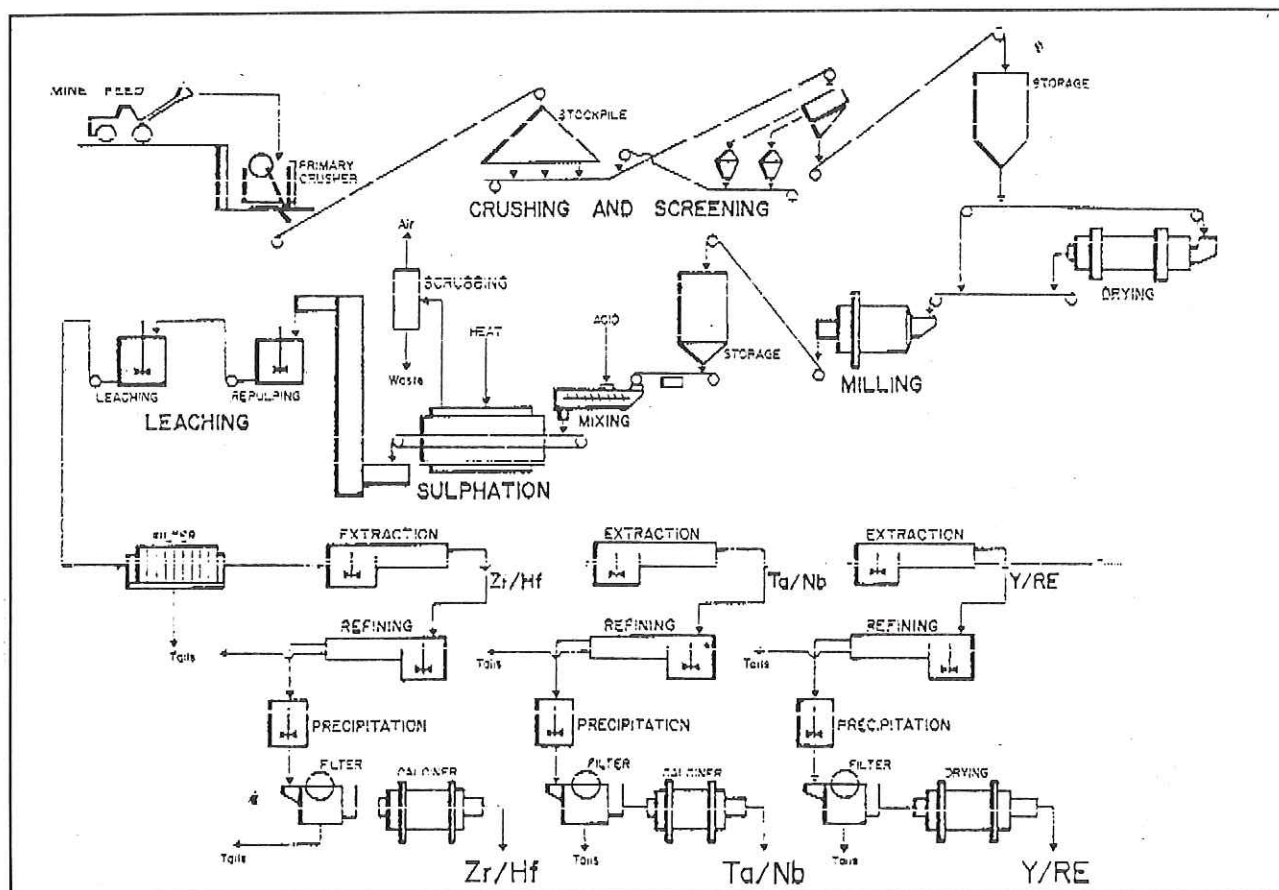 MINE FEED
PRIMARY
CRUSHER
STOCKPILE
STORAGE
CRUSHING AND SCREENING
DRYING
Air
SCRUBBING
Waste
HEAT
ACID
MIXING
STORAGE
MILLING
LEACHING
REPULPING
LEACHING
SULPHATION
FILTER
EXTRACTION
Zr/Hf
EXTRACTION
Ta/Nb
EXTRACTION
Y/RE
Tails
REFINING
Tails
REFINING
Tails
REFINING
Tails
PRECIPITATION
PRECIPITATION
PRECIPITATION
FILTER
CALCINER
FILTER
CALCINER
FILTER
DRYING
Tails
Zr/Hf
Tails
Ta/Nb
Tails
Y/RE